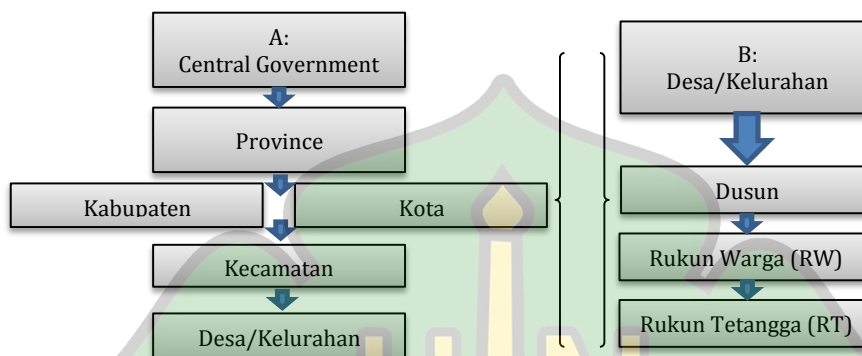 A:
Central Government
Province
Kabupaten
Kota
Kecamatan
Desa/Kelurahan
B:
Desa/Kelurahan
Dusun
Rukun Warga (RW)
Rukun Tetangga (RT)